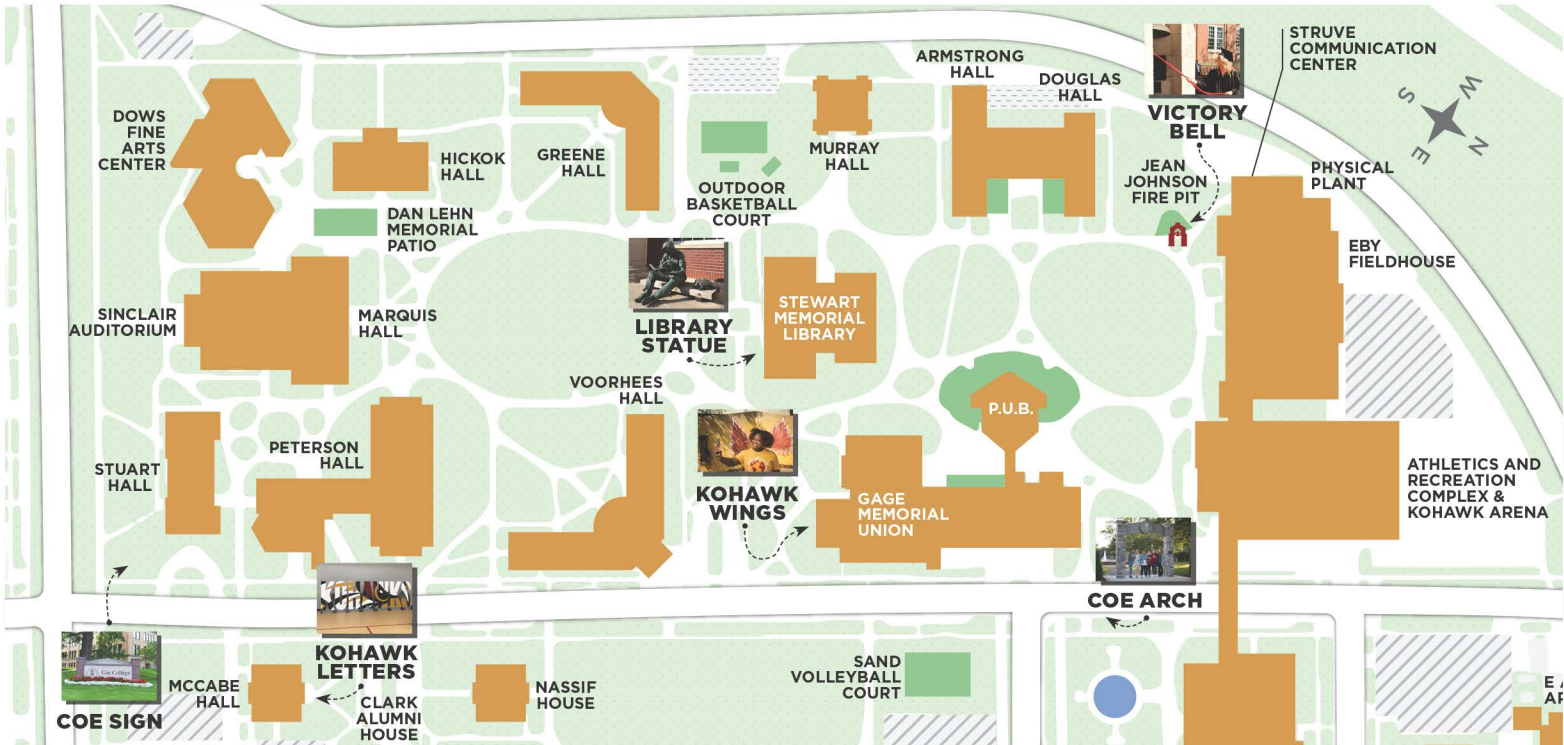 STRUVE
COMMUNICATION
CENTER
ARMSTRONG
HALL
DOUGLAS
HALL
VICTORY
BELL
W
S
N
E
DOWS
FINE
ARTS
CENTER
HICKOK
HALL
GREENE
HALL
MURRAY
HALL
JEAN
JOHNSON
FIRE PIT
PHYSICAL
PLANT
OUTDOOR
BASKETBALL
COURT
DAN LEHN
MEMORIAL
PATIO
EBY
FIELDHOUSE
SINCLAIR
AUDITORIUM
MARQUIS
HALL
LIBRARY
STATUE
STEWART
MEMORIAL
LIBRARY
VOORHEES
HALL
P.U.B.
STUART
HALL
PETERSON
HALL
KOHAWK
WINGS
GAGE
MEMORIAL
UNION
ATHLETICS AND
RECREATION
COMPLEX &
KOHAWK ARENA
COE ARCH
KOHAWK
LETTERS
Coe College
COE SIGN
MCCABE
HALL
CLARK
ALUMNI
HOUSE
NASSIF
HOUSE
SAND
VOLLEYBALL
COURT